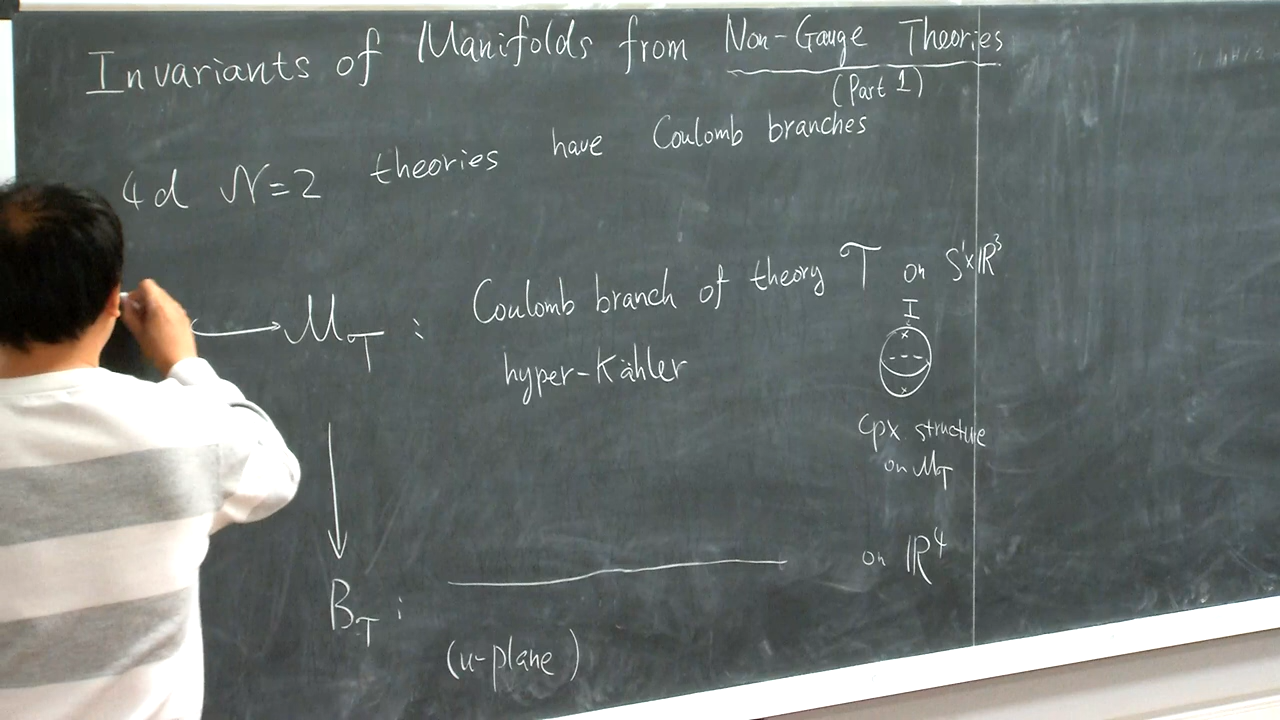 Invariants of Manifolds from Non-Gauge Theories
(Part 1)
4d N=2 theories have Coulomb branches
M_T : Coulomb branch of theory T on S¹×ℝ³
hyper-Kähler
I
cpx structure
on M_T
B_T : on ℝ⁴
(u-plane)